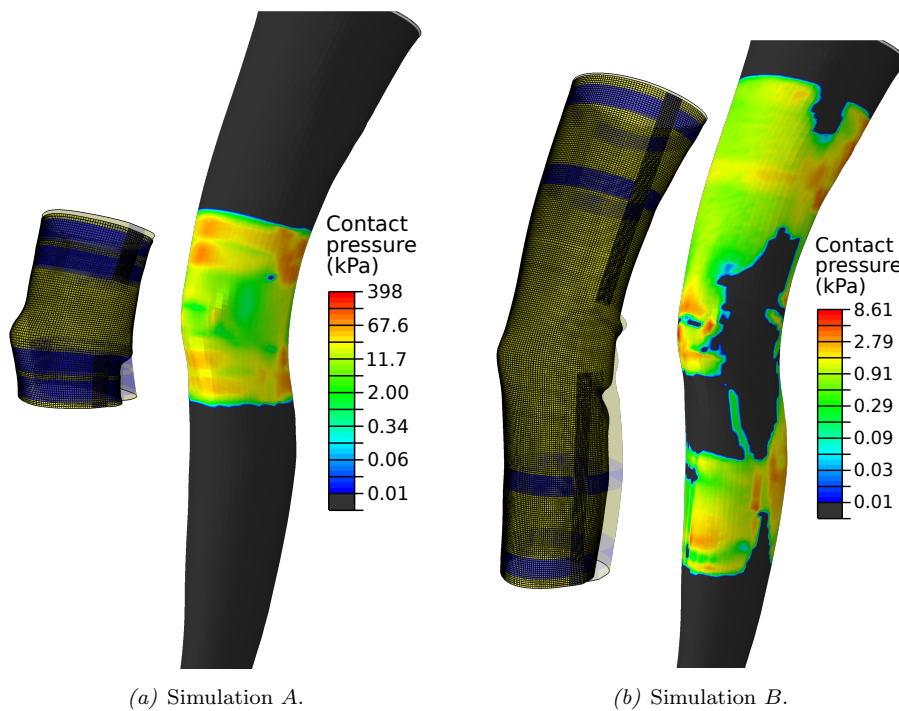 Contact
pressure
(kPa)
398
67.6
11.7
2.00
0.34
0.06
0.01
Contact
pressure
(kPa)
8.61
2.79
0.91
0.29
0.09
0.03
0.01
(a) Simulation A.
(b) Simulation B.